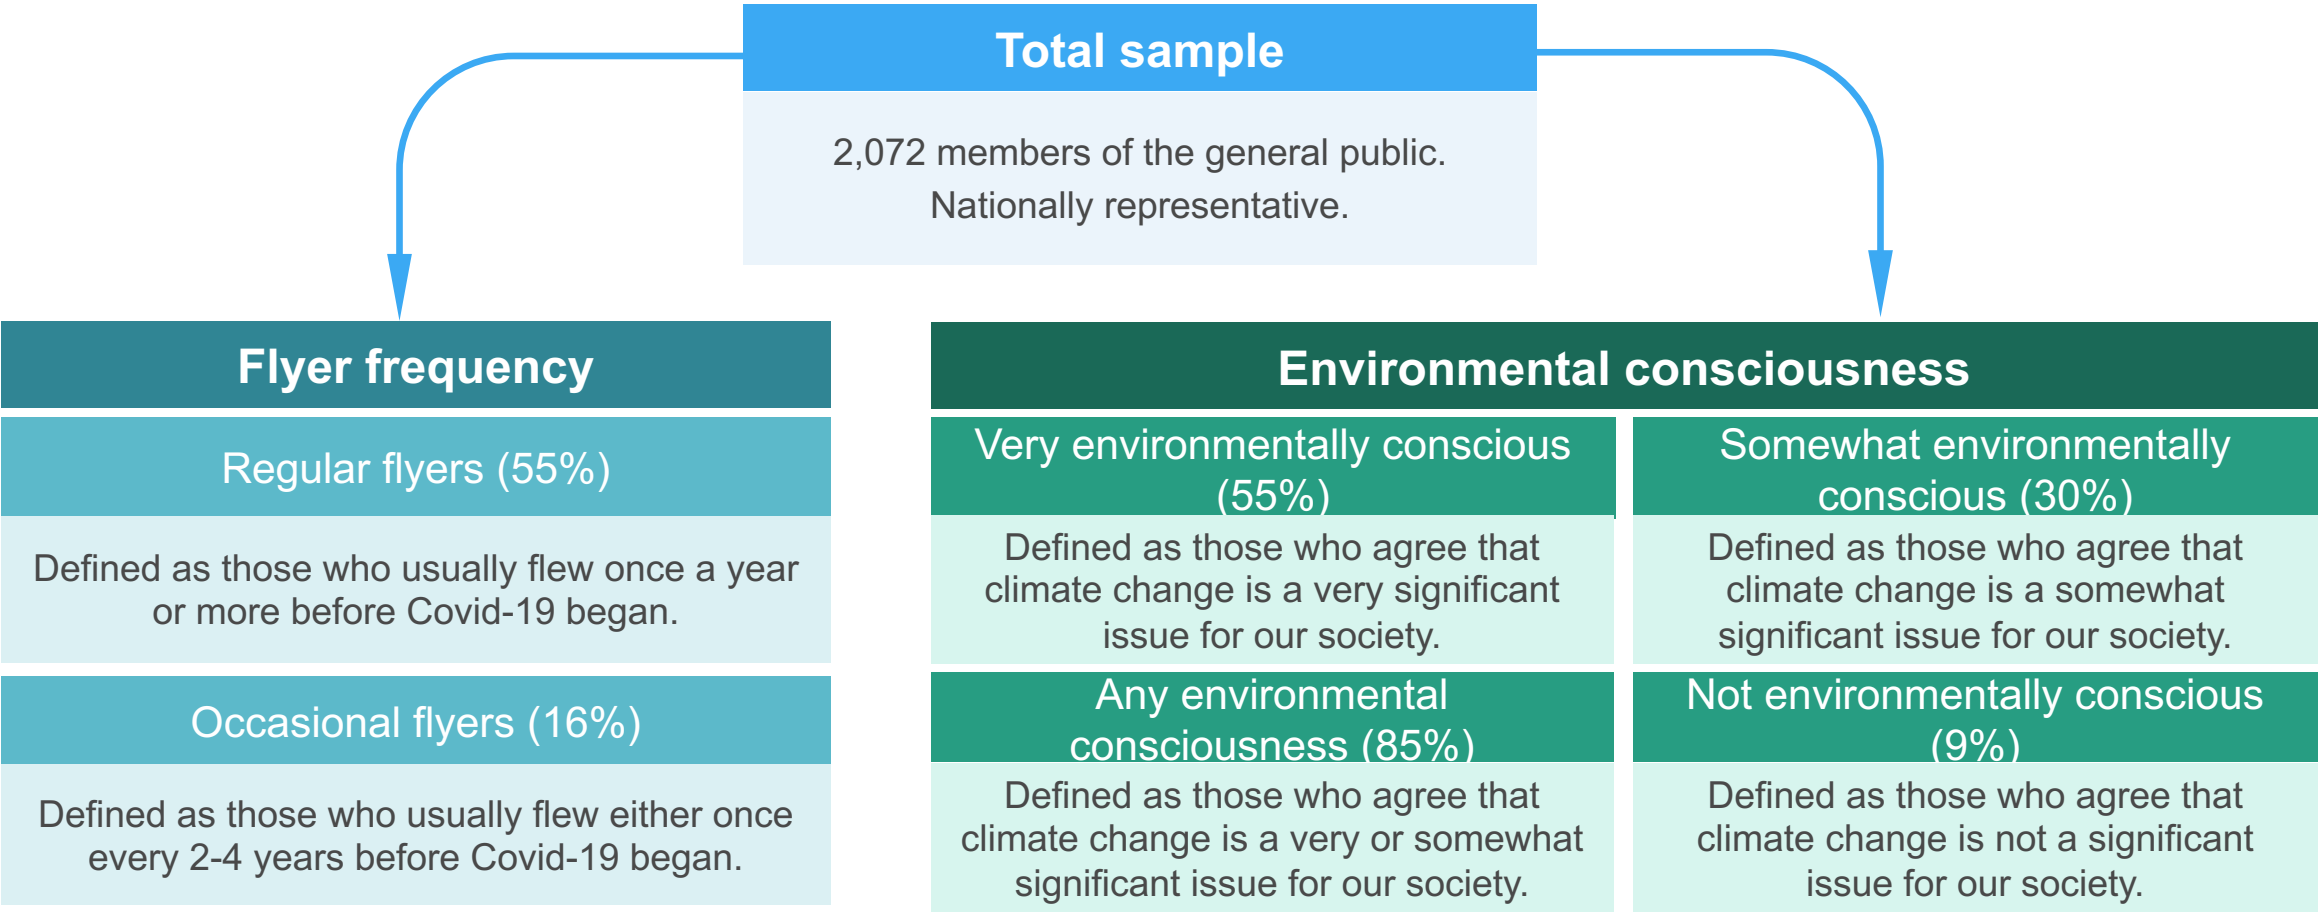 Total sample
2,072 members of the general public.
Nationally representative.
Flyer frequency
Regular flyers (55%)
Defined as those who usually flew once a year
or more before Covid-19 began.
Occasional flyers (16%)
Defined as those who usually flew either once
every 2-4 years before Covid-19 began.
Environmental consciousness
Very environmentally conscious
(55%)
Defined as those who agree that
climate change is a very significant
issue for our society.
Somewhat environmentally
conscious (30%)
Defined as those who agree that
climate change is a somewhat
significant issue for our society.
Any environmental
consciousness (85%)
Defined as those who agree that
climate change is a very or somewhat
significant issue for our society.
Not environmentally conscious
(9%)
Defined as those who agree that
climate change is not a significant
issue for our society.